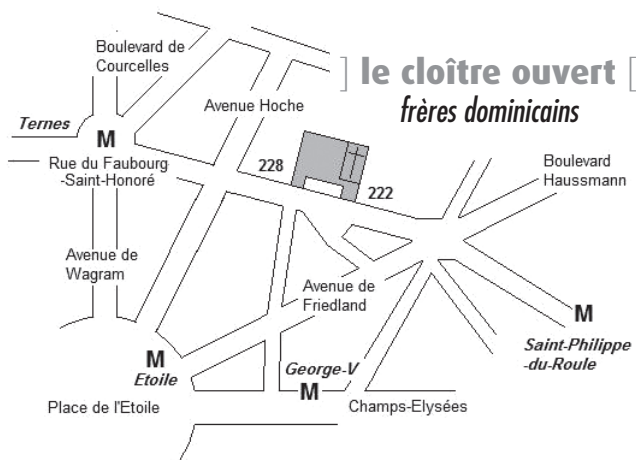 Boulevard de
Courcelles
] le cloître ouvert [
frères dominicains
Avenue Hoche
Ternes
M
Rue du Faubourg
-Saint-Honoré
228
222
Boulevard
Haussmann
Avenue de
Wagram
Avenue de
Friedland
M
Saint-Philippe
-du-Roule
M
Etoile
George-V
M
Place de l'Etoile
Champs-Elysées